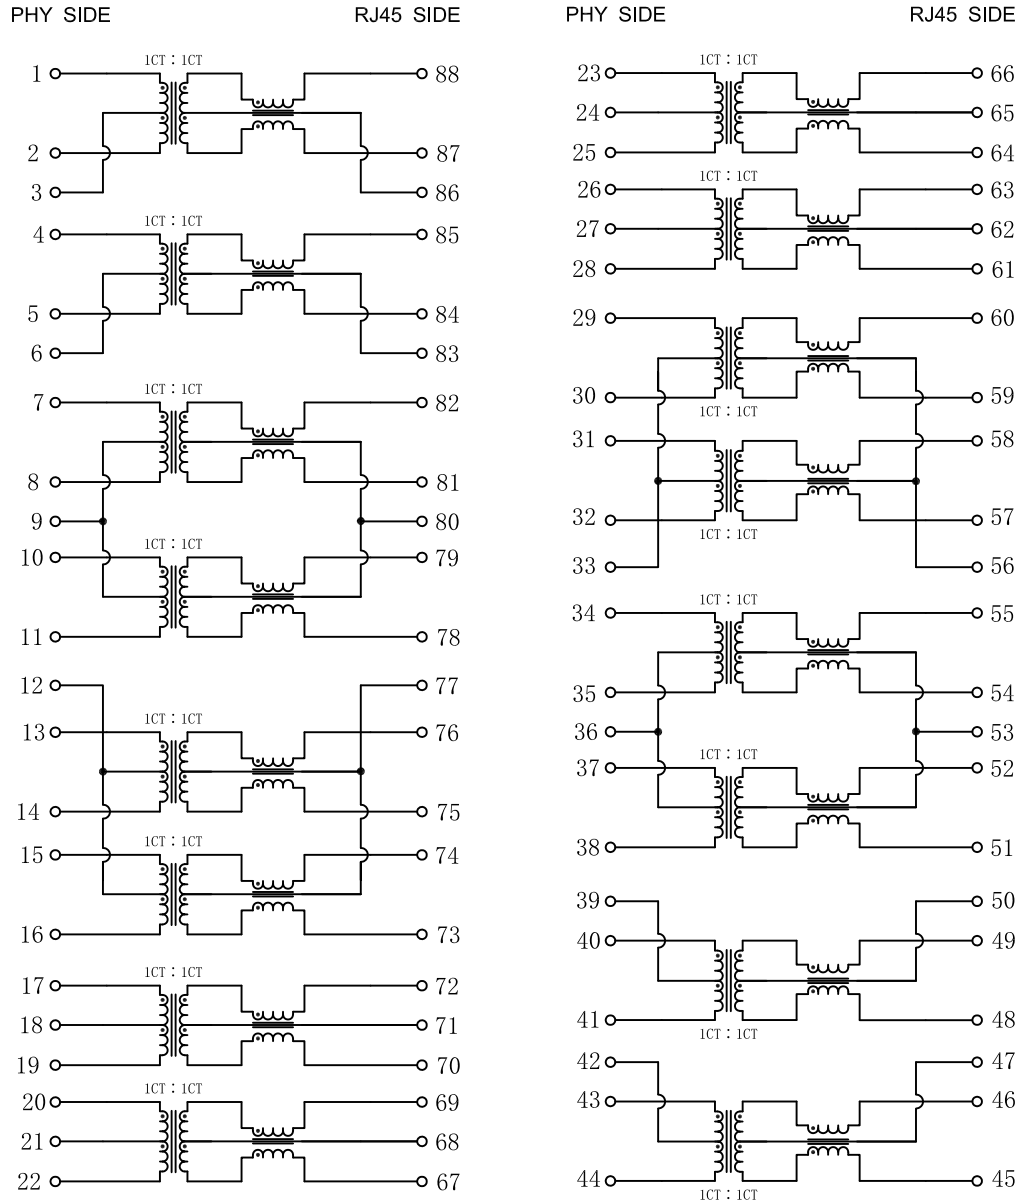 PHY SIDE RJ45 SIDE
1CT : 1CT
1 88
2 87
3 86
1CT : 1CT
4 85
5 84
6 83
1CT : 1CT
7 82
8 81
9 80
1CT : 1CT
10 79
11 78
12 77
1CT : 1CT
13 76
14 75
1CT : 1CT
15 74
16 73
1CT : 1CT
17 72
18 71
19 70
1CT : 1CT
20 69
21 68
22 67
PHY SIDE RJ45 SIDE
1CT : 1CT
23 66
24 65
25 64
1CT : 1CT
26 63
27 62
28 61
29 60
30 59
1CT : 1CT
31 58
32 57
1CT : 1CT
33 56
1CT : 1CT
34 55
35 54
36 53
1CT : 1CT
37 52
38 51
39 50
40 49
41 48
1CT : 1CT
42 47
43 46
44 45
1CT : 1CT